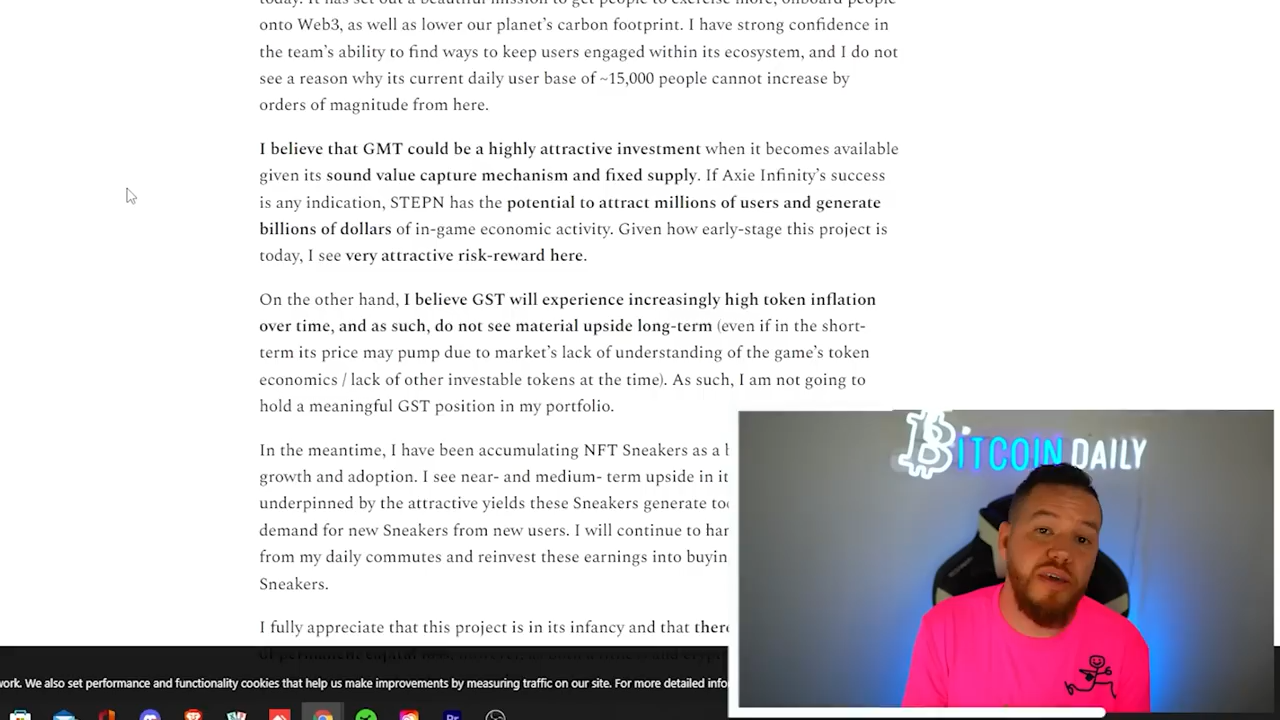 today. It has set out a beautiful mission to get people to exercise more, onboard people
onto Web3, as well as lower our planet's carbon footprint. I have strong confidence in
the team's ability to find ways to keep users engaged within its ecosystem, and I do not
see a reason why its current daily user base of ~15,000 people cannot increase by
orders of magnitude from here.
I believe that GMT could be a highly attractive investment when it becomes available
given its sound value capture mechanism and fixed supply. If Axie Infinity's success
is any indication, STEPN has the potential to attract millions of users and generate
billions of dollars of in-game economic activity. Given how early-stage this project is
today, I see very attractive risk-reward here.
On the other hand, I believe GST will experience increasingly high token inflation
over time, and as such, do not see material upside long-term (even if in the short-
term its price may pump due to market's lack of understanding of the game's token
economics / lack of other investable tokens at the time). As such, I am not going to
hold a meaningful GST position in my portfolio.
In the meantime, I have been accumulating NFT Sneakers as a
growth and adoption. I see near- and medium- term upside in
underpinned by the attractive yields these Sneakers generate
demand for new Sneakers from new users. I will continue to
from my daily commutes and reinvest these earnings into
Sneakers.
I fully appreciate that this project is in its infancy and that
work. We also set performance and functionality cookies that help us make improvements by measuring traffic on our site. For more detailed
BITCOIN DAILY